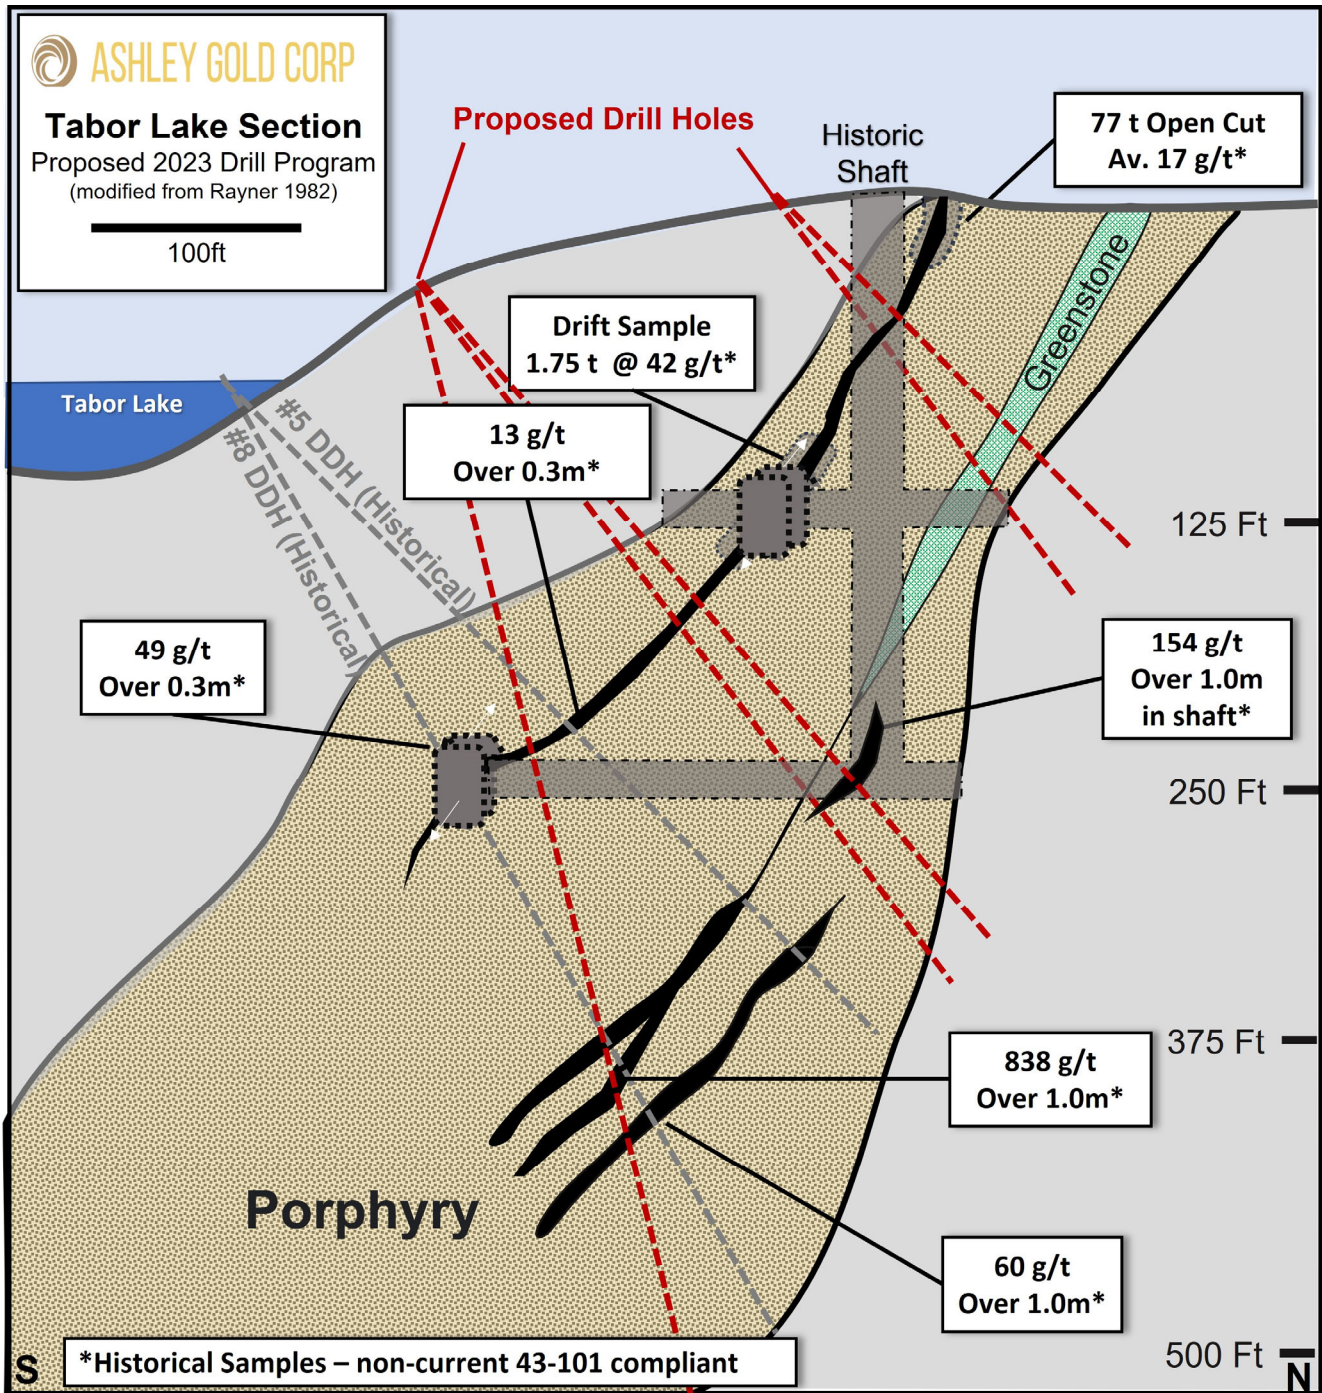 ASHLEY GOLD CORP
Tabor Lake Section
Proposed 2023 Drill Program
(modified from Rayner 1982)
100ft
Proposed Drill Holes
Historic
Shaft
77 t Open Cut
Av. 17 g/t*
Greenstone
Drift Sample
1.75 t @ 42 g/t*
Tabor Lake
#5 DDH (Historical)
#8 DDH (Historical)
13 g/t
Over 0.3m*
125 Ft
49 g/t
Over 0.3m*
154 g/t
Over 1.0m
in shaft*
250 Ft
375 Ft
838 g/t
Over 1.0m*
Porphyry
60 g/t
Over 1.0m*
500 Ft
S
*Historical Samples – non-current 43-101 compliant
N